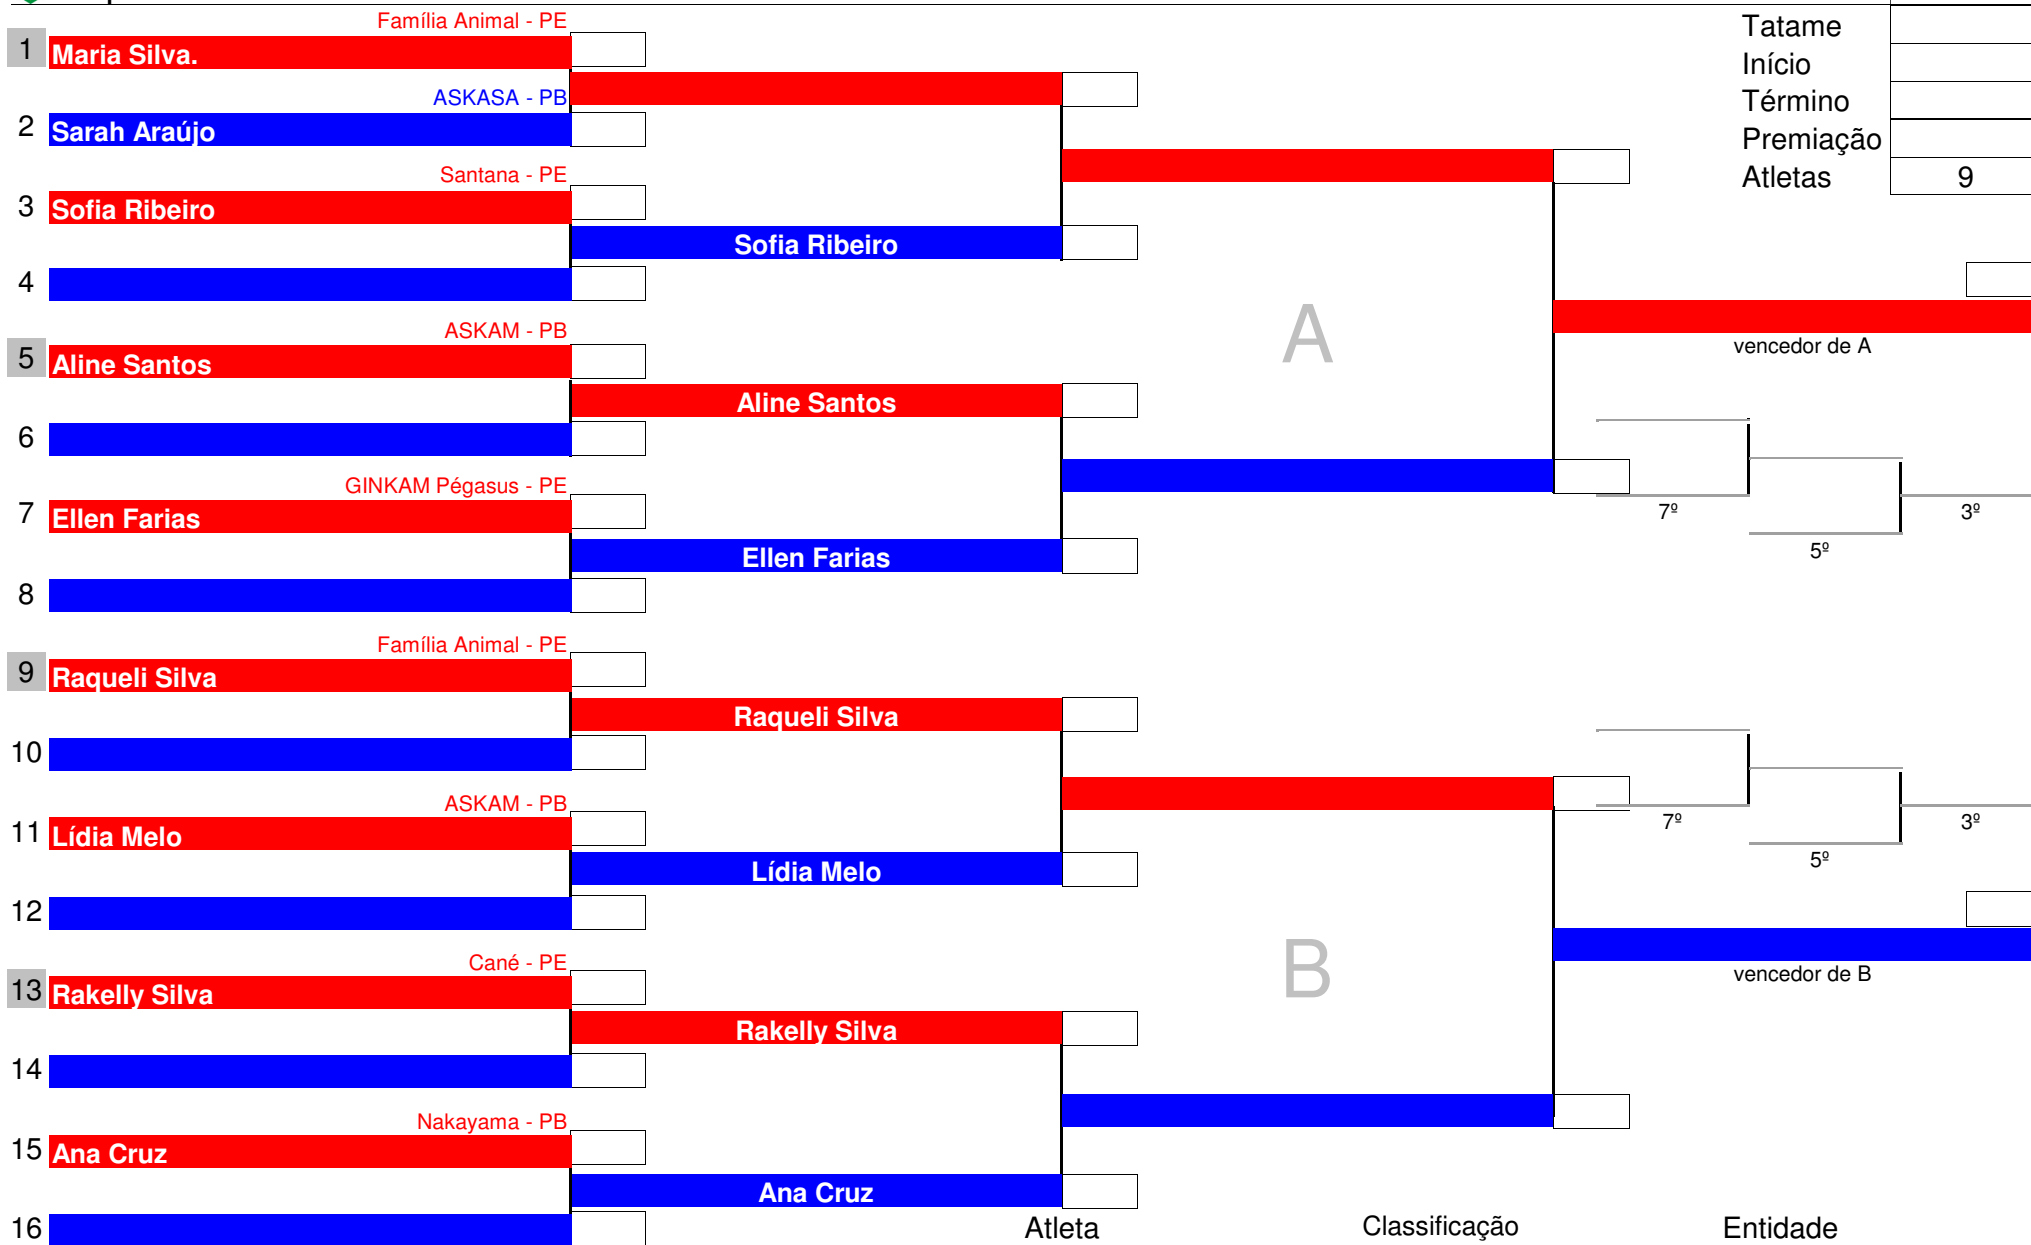 Família Animal - PE
1 Maria Silva.
ASKASA - PB
2 Sarah Araújo
Santana - PE
3 Sofia Ribeiro
Sofia Ribeiro
4
ASKAM - PB
5 Aline Santos
Aline Santos
6
GINKAM Pégasus - PE
7 Ellen Farias
Ellen Farias
8
Família Animal - PE
9 Raqueli Silva
Raqueli Silva
10
ASKAM - PB
11 Lídia Melo
Lídia Melo
12
Cané - PE
13 Rakelly Silva
Rakelly Silva
14
Nakayama - PB
15 Ana Cruz
Ana Cruz
16
A
B
Tatame
Início
Término
Premiação
Atletas 9
vencedor de A
7º 3º
5º
7º 3º
5º
vencedor de B
Atleta Classificação Entidade